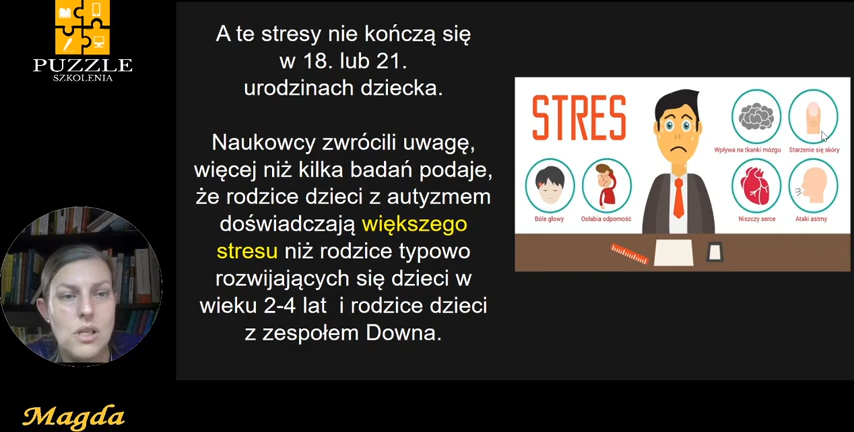 PUZZLE
SZKOLENIA
A te stresy nie kończą się
w 18. lub 21.
urodzinach dziecka.
Naukowcy zwrócili uwagę,
więcej niż kilka badań podaje,
że rodzice dzieci z autyzmem
doświadczają większego
stresu niż rodzice typowo
rozwijających się dzieci w
wieku 2-4 lat i rodzice dzieci
z zespołem Downa.
STRES
Wpływa na tkanki mózgu
Starzenie się skóry
Bóle głowy
Osłabia odporność
Niszczy serce
Ataki astmy
Magda